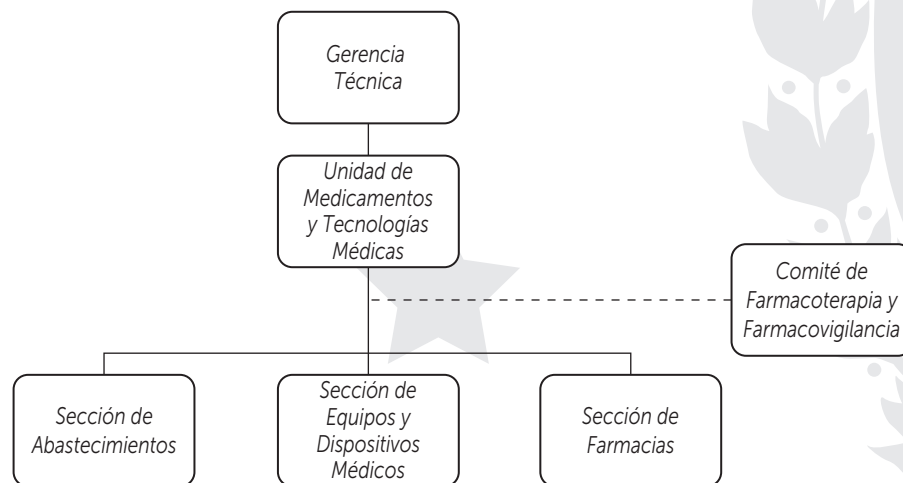 Gerencia
Técnica
Unidad de
Medicamentos
y Tecnologías
Médicas
Comité de
Farmacoterapia y
Farmacovigilancia
Sección de
Abastecimientos
Sección de
Equipos y
Dispositivos
Médicos
Sección de
Farmacias